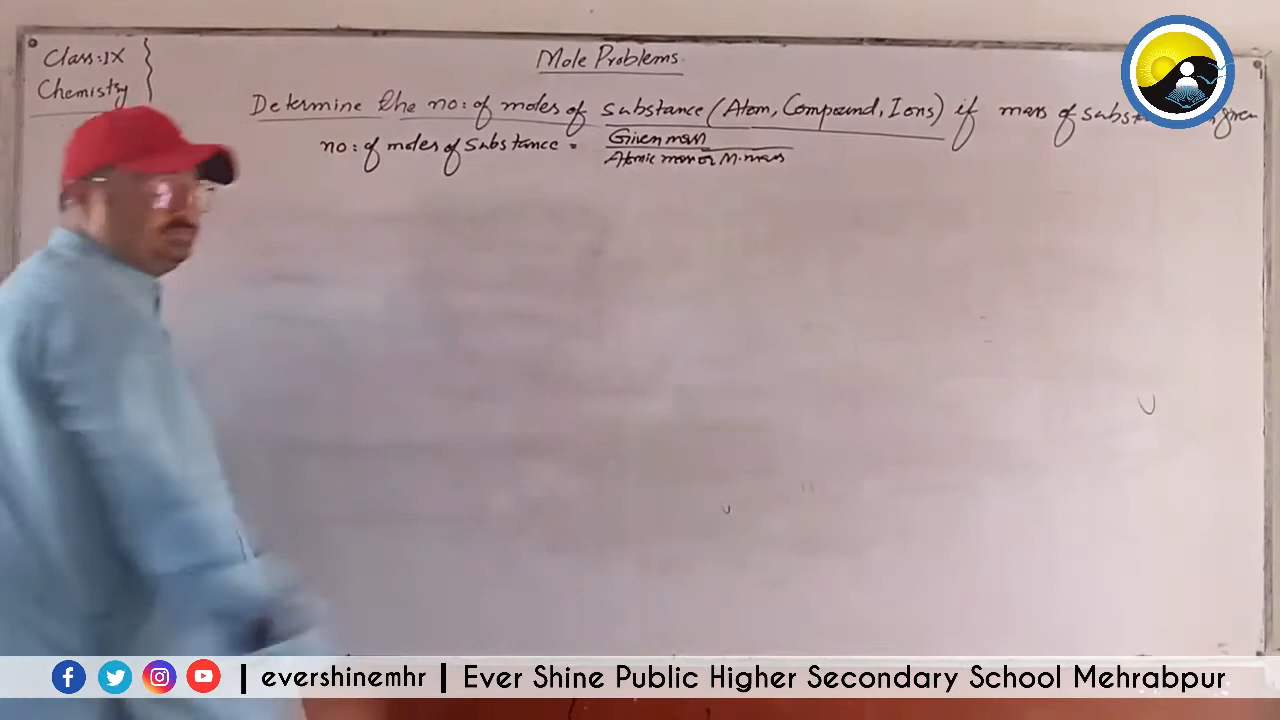 Class: IX
Chemistry
Mole Problems
Determine the no: of moles of substance (Atom, Compound, Ions) if mass of given
no: of moles of substance = Given mass
Atomic mass or M. mass
| evershinemhr | Ever Shine Public Higher Secondary School Mehrabpur